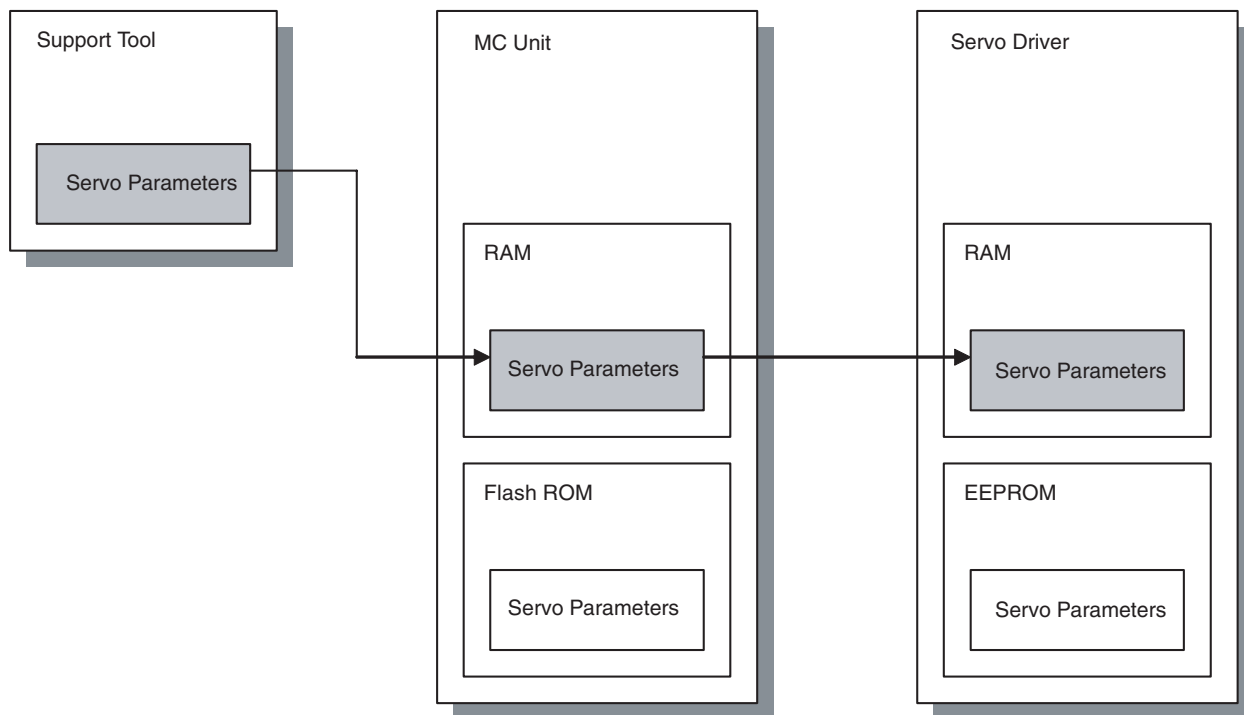 Support Tool
Servo Parameters
MC Unit
RAM
Servo Parameters
Flash ROM
Servo Parameters
Servo Driver
RAM
Servo Parameters
EEPROM
Servo Parameters